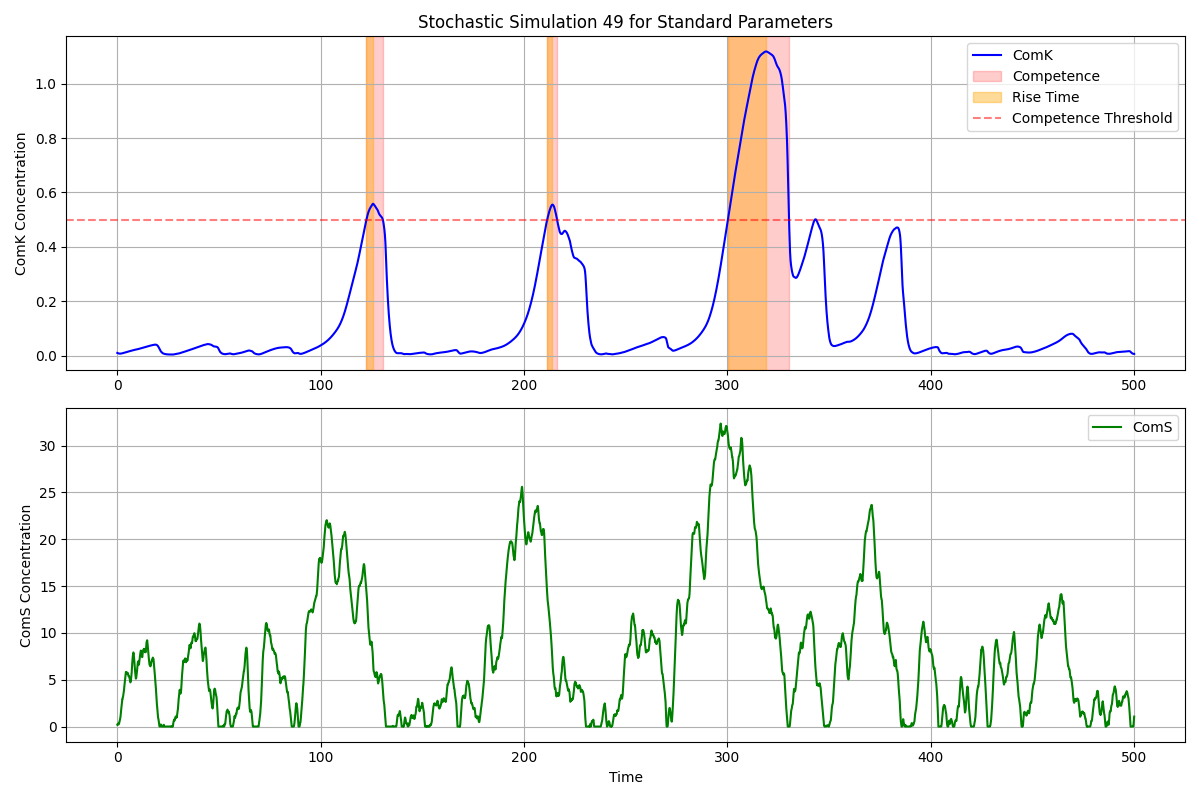 Stochastic Simulation 49 for Standard Parameters
ComK Concentration
1.0
0.8
0.6
0.4
0.2
0.0
ComK
Competence
Rise Time
Competence Threshold
0 100 200 300 400 500
ComS Concentration
30
25
20
15
10
5
0
ComS
0 100 200 300 400 500
Time